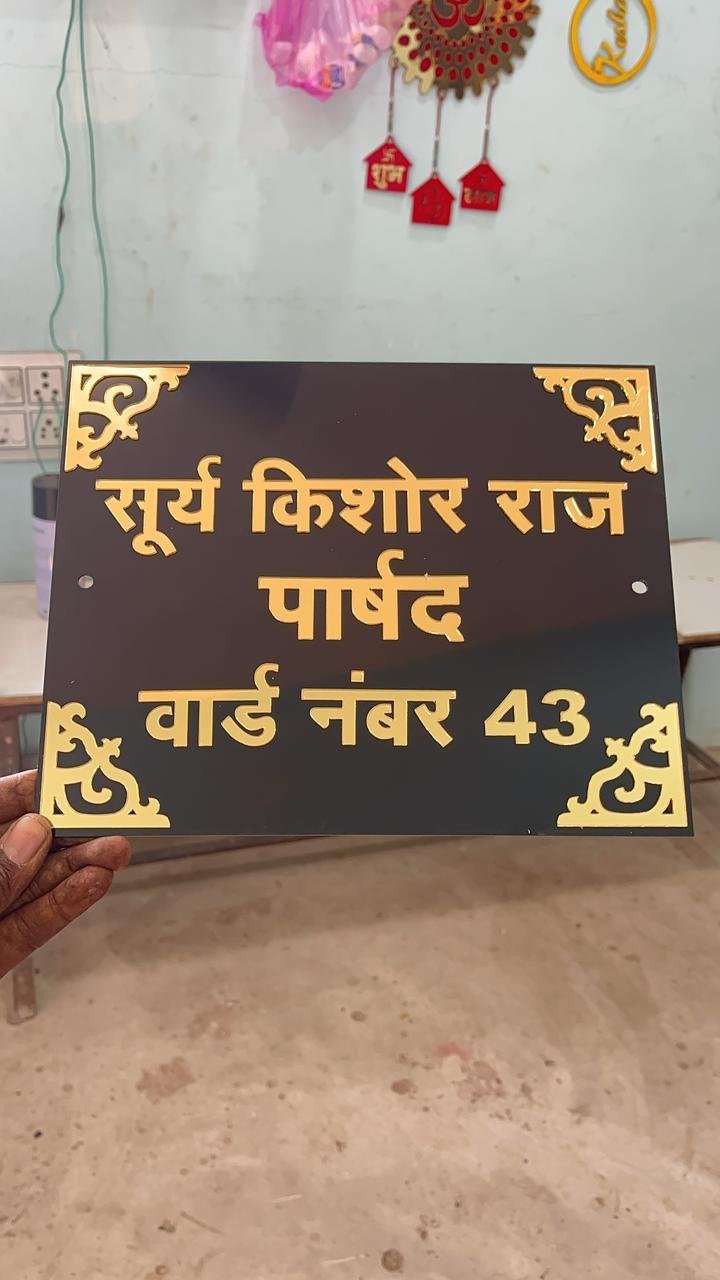 ॐ
शुभ
लाभ
सूर्य किशोर राज
पार्षद
वार्ड नंबर 43